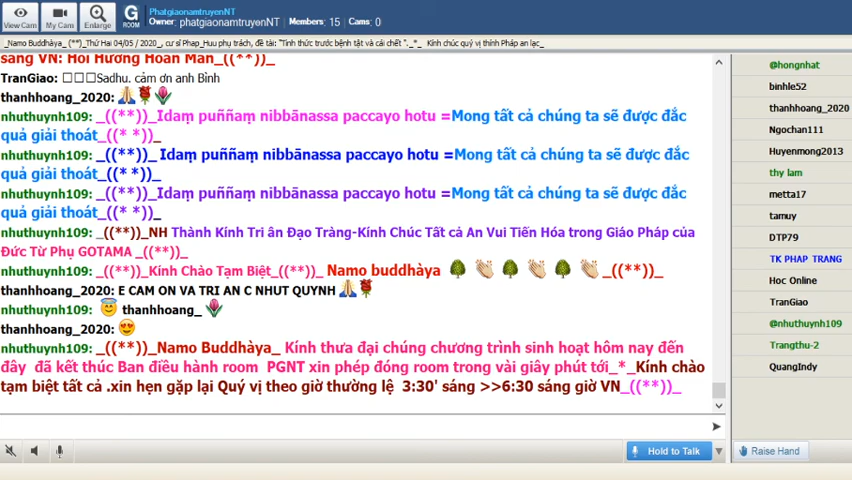 View Cam
My Cam
Enlarge
G
ROOM
PhatgiaonamtruyenNT
Owner: phatgiaonamtruyenNT | Members: 15 | Cams: 0
_Namo Buddhàya_ (**)_Thứ Hai 04/05 / 2020_, cư sĩ Phap_Huu phụ trách, đề tài: "Tỉnh thức trước bệnh tật và cái chết "._*_ Kính chúc quý vị thính Pháp an lạc_
sáng VN: Hồi Hướng Hoan Mãn_((**))_
TranGiao: □□□Sadhu. cảm ơn anh Bình
thanhhoang_2020: 🙏🌹🌷
nhuthuynh109: _((**))_Idaṃ puññaṃ nibbānassa paccayo hotu =Mong tất cả chúng ta sẽ được đắc
quả giải thoát_((* *))_
nhuthuynh109: _((**))_ Idaṃ puññaṃ nibbānassa paccayo hotu =Mong tất cả chúng ta sẽ được đắc
quả giải thoát_((* *))_
nhuthuynh109: _((**))_Idaṃ puññaṃ nibbānassa paccayo hotu =Mong tất cả chúng ta sẽ được đắc
quả giải thoát_((* *))_
nhuthuynh109: _((**))_NH Thành Kính Tri ân Đạo Tràng-Kính Chúc Tất cả An Vui Tiến Hóa trong Giáo Pháp của
Đức Từ Phụ GOTAMA _((**))_
nhuthuynh109: _((**))_Kính Chào Tạm Biệt_((**))_ Namo buddhàya 🌳 👏 🌳 👏 🌳 👏 _((**))_
thanhhoang_2020: E CAM ON VA TRI AN C NHUT QUYNH🙏🌹
nhuthuynh109: 😇 thanhhoang_ 🌷
thanhhoang_2020: 😍
nhuthuynh109: _((**))_Namo Buddhàya_ Kính thưa đại chúng chương trình sinh hoạt hôm nay đến
đây đã kết thúc Ban điều hành room PGNT xin phép đóng room trong vài giây phút tới_*_Kính chào
tạm biệt tất cả .xin hẹn gặp lại Quý vị theo giờ thường lệ 3:30' sáng >>6:30 sáng giờ VN_((**))_
Hold to Talk
@hongnhat
binhle52
thanhhoang_2020
Ngochan111
Huyenmong2013
thy lam
metta17
tamuy
DTP79
TK PHAP TRANG
Hoc Online
TranGiao
@nhuthuynh109
Trangthu-2
QuangIndy
Raise Hand